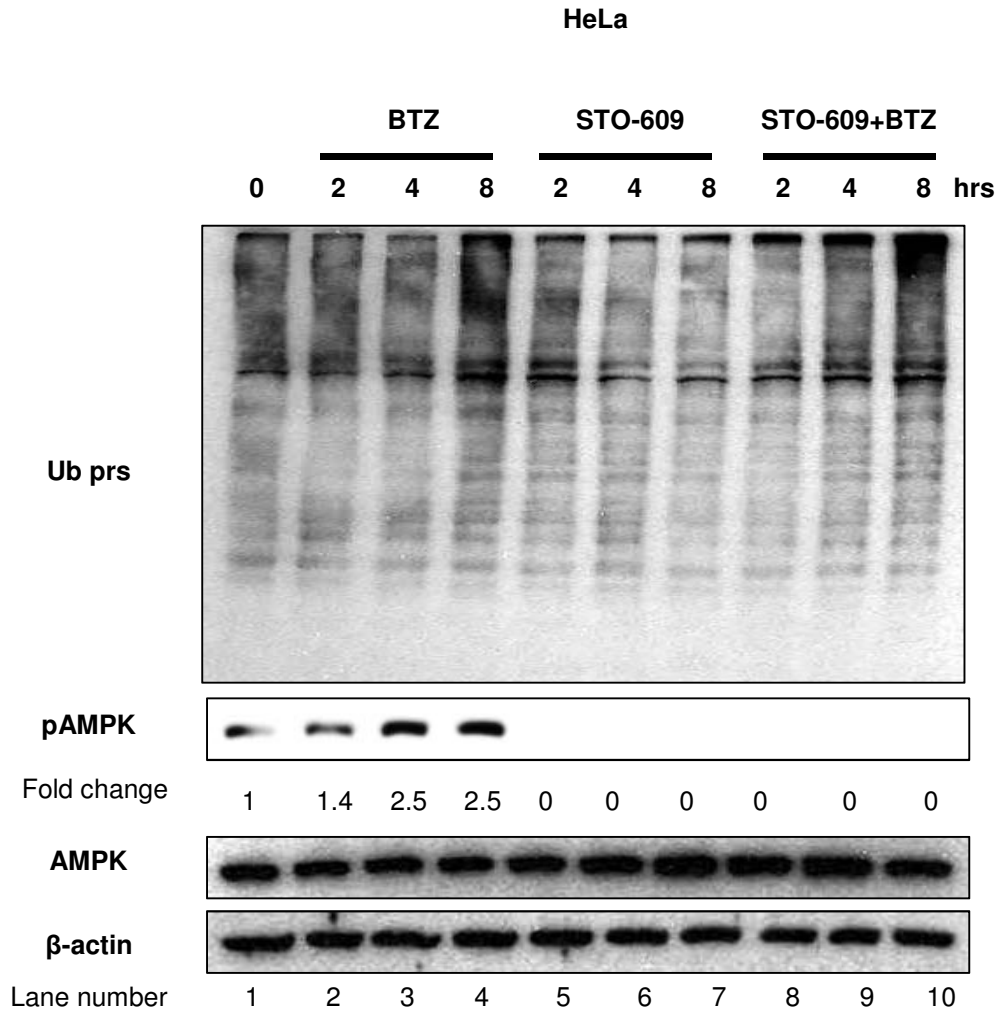 HeLa
BTZ STO-609 STO-609+BTZ
0 2 4 8 2 4 8 2 4 8 hrs
Ub prs
pAMPK
Fold change 1 1.4 2.5 2.5 0 0 0 0 0 0
AMPK
β-actin
Lane number 1 2 3 4 5 6 7 8 9 10